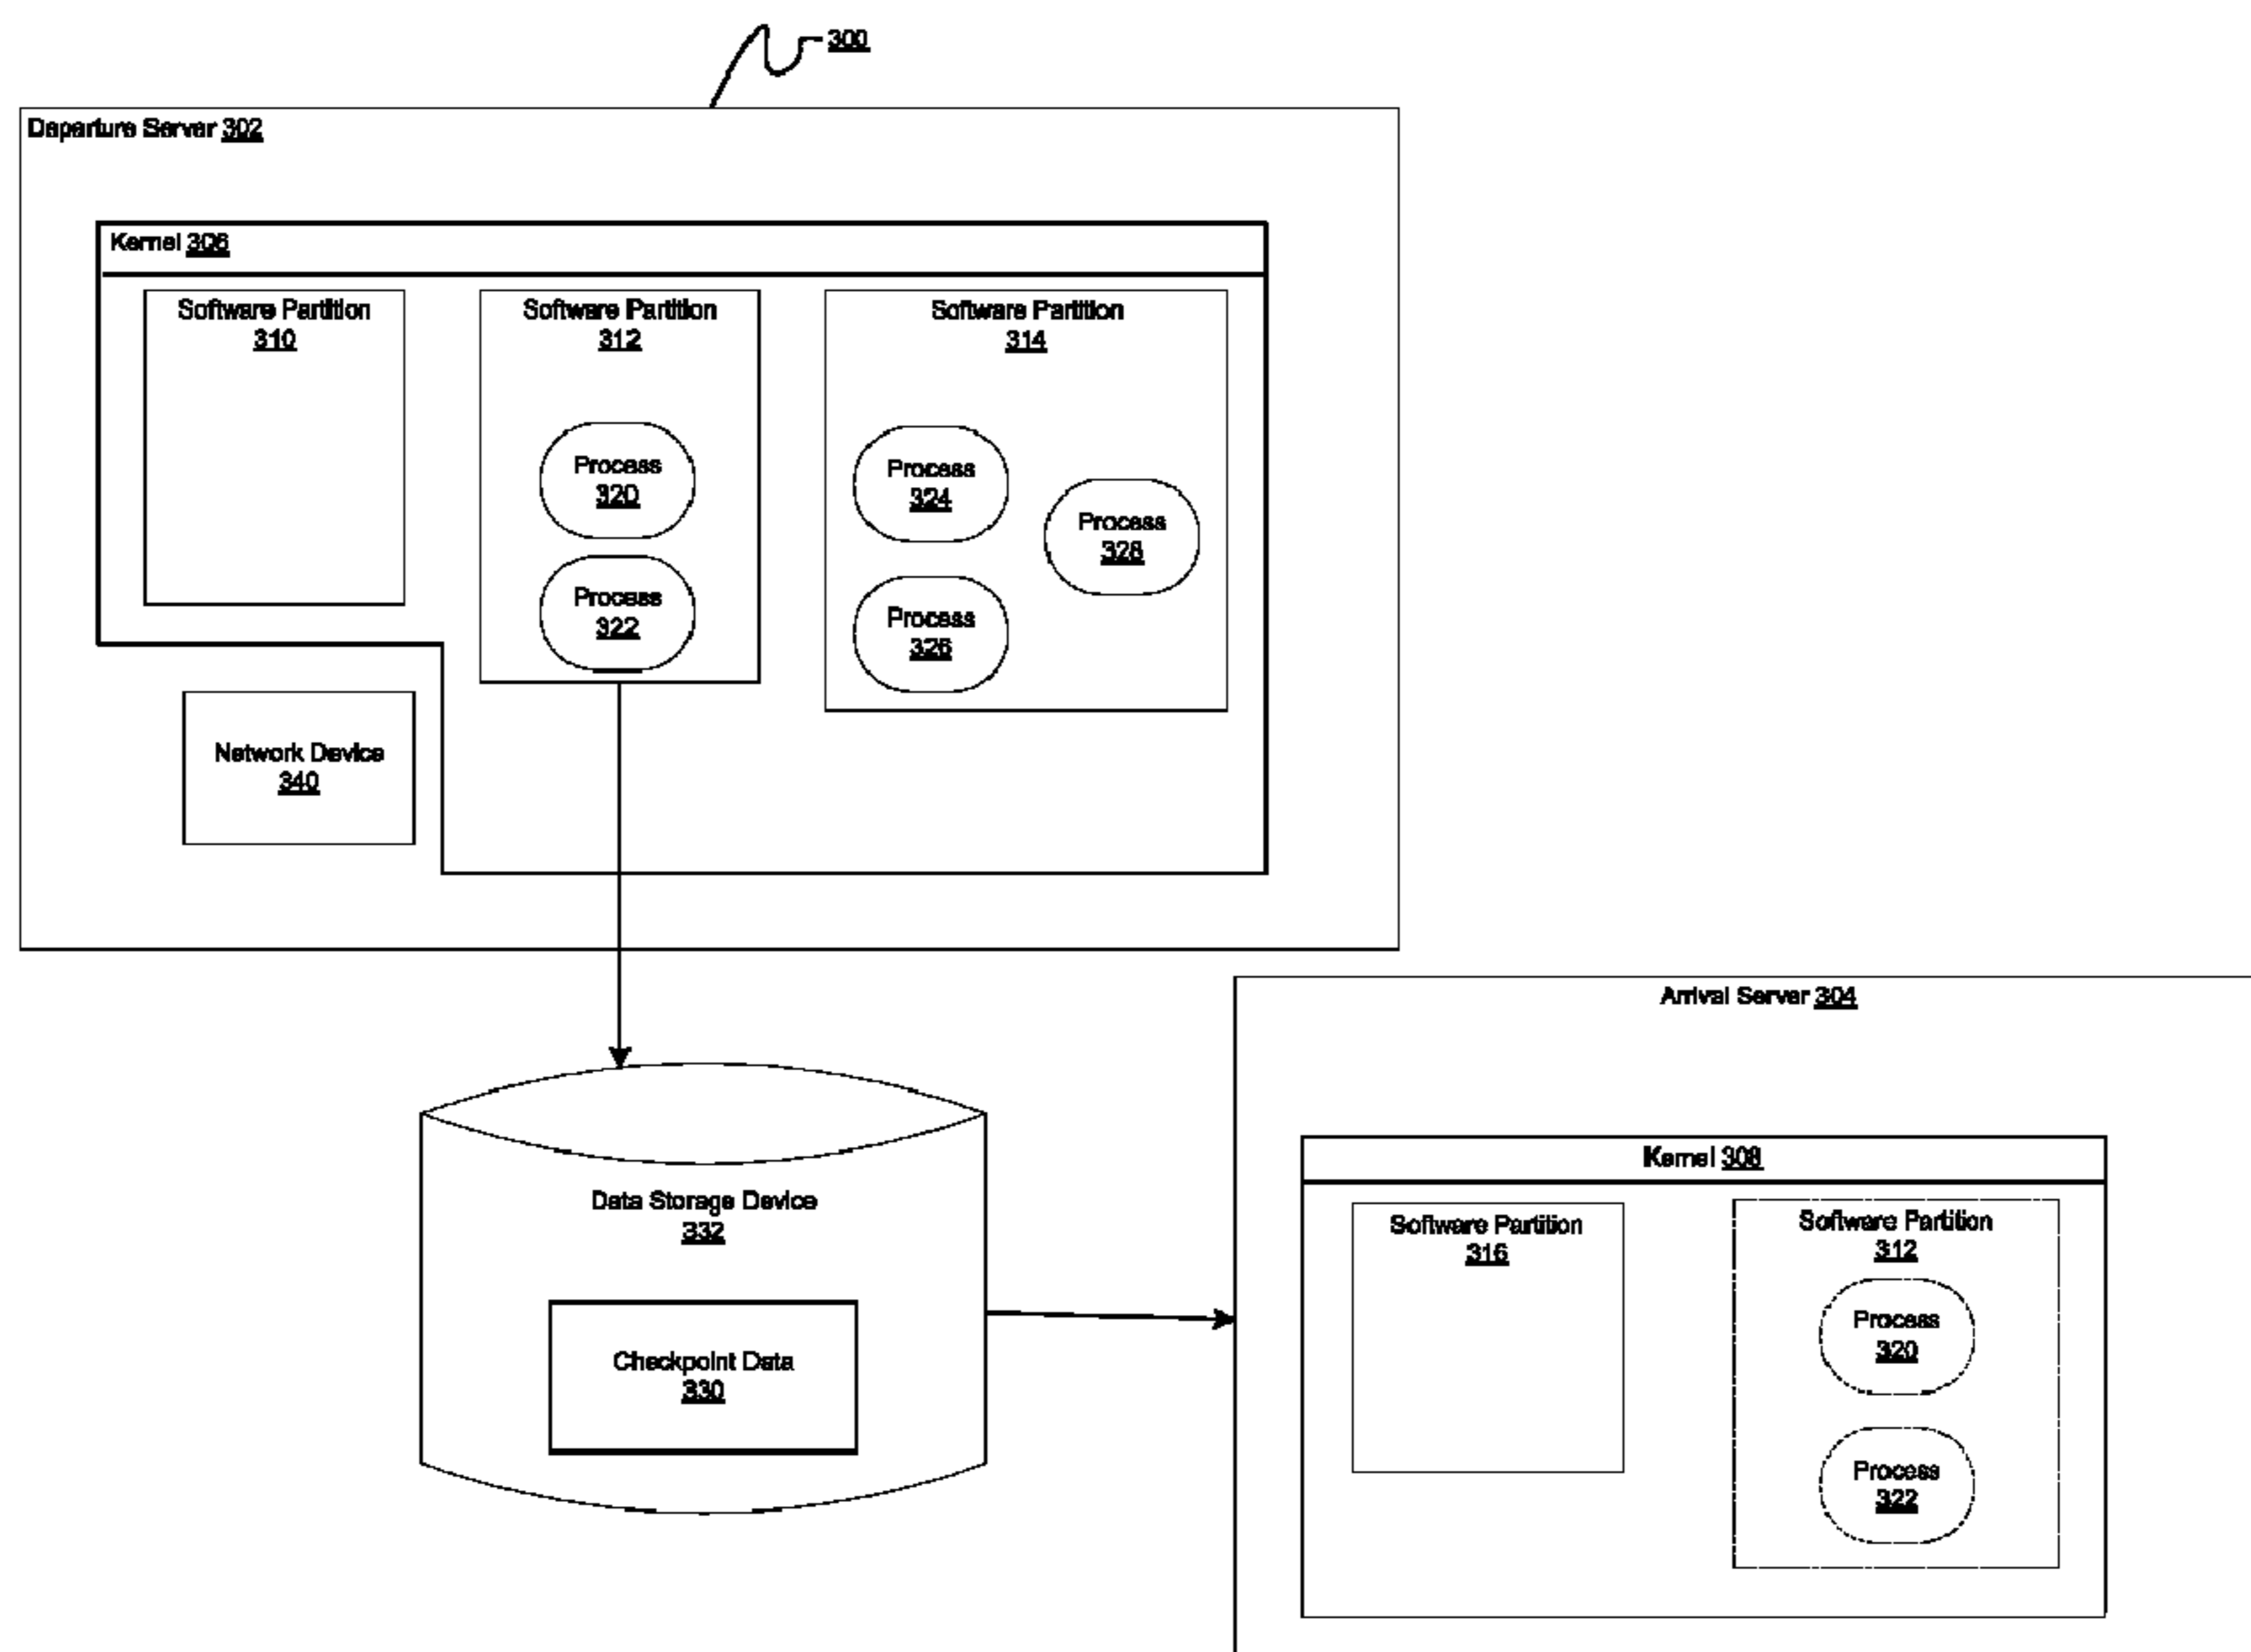 300
Departure Server 302
Kernel 306
Software Partition
310
Software Partition
312
Process
320
Process
322
Software Partition
314
Process
324
Process
328
Process
326
Network Device
340
Data Storage Device
332
Checkpoint Data
330
Arrival Server 304
Kernel 308
Software Partition
316
Software Partition
312
Process
320
Process
322